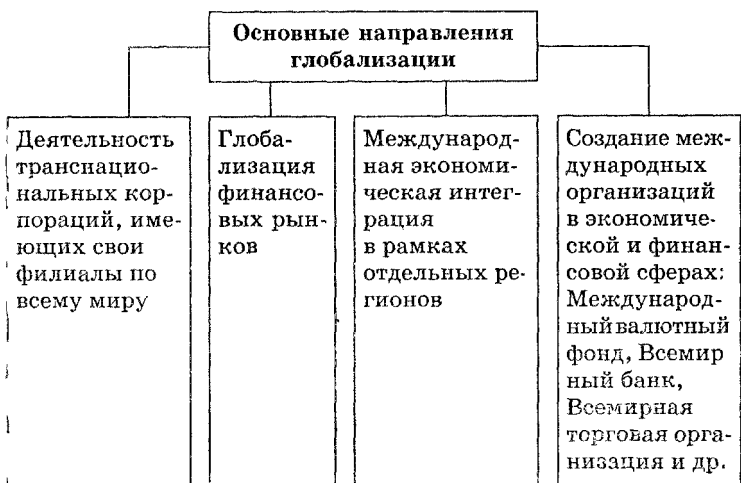 Основные направления
глобализации
Деятельность
транснацио-
нальных кор-
пораций, име-
ющих свои
филиалы по
всему миру
Глоба-
лизация
финансо-
вых рын-
ков
Международ-
ная экономи-
ческая интег-
рация
в рамках
отдельных ре-
гионов
Создание меж-
дународных
организаций
в экономиче-
ской и финан-
совой сферах:
Международ-
ный валютный
фонд, Всемир
ный банк,
Всемирная
торговая орга-
низация и др.